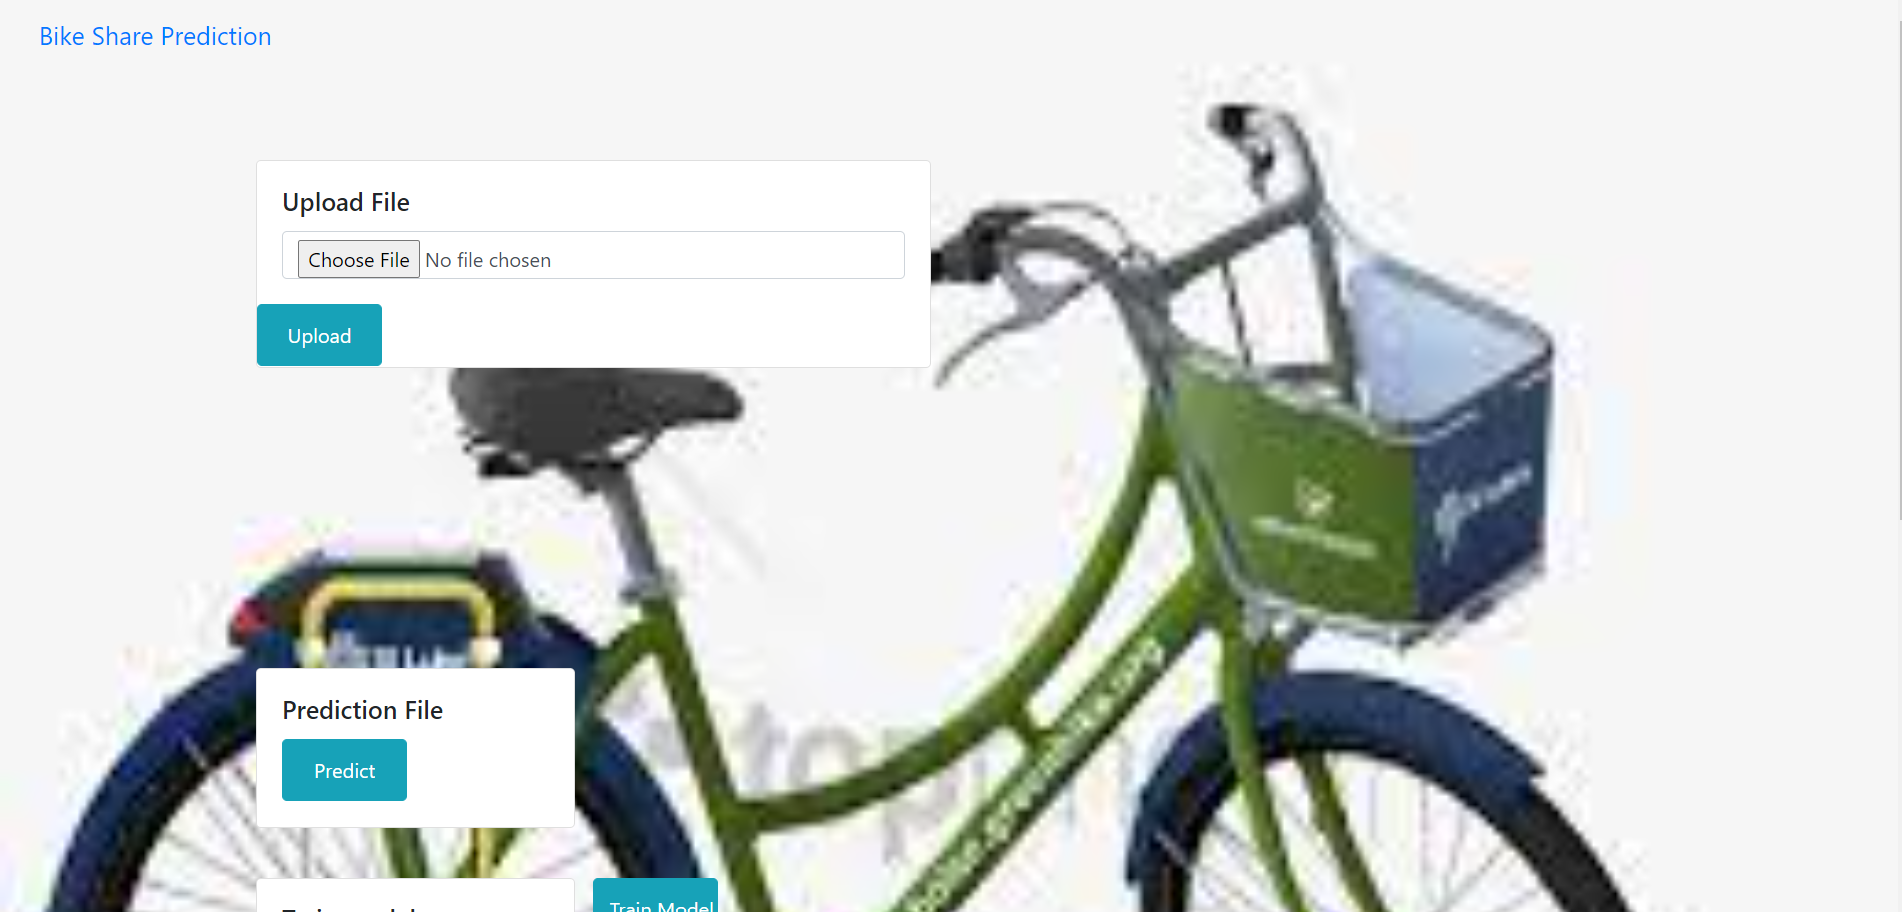 Bike Share Prediction
Upload File
Choose File No file chosen
Upload
Prediction File
Predict
Train Model